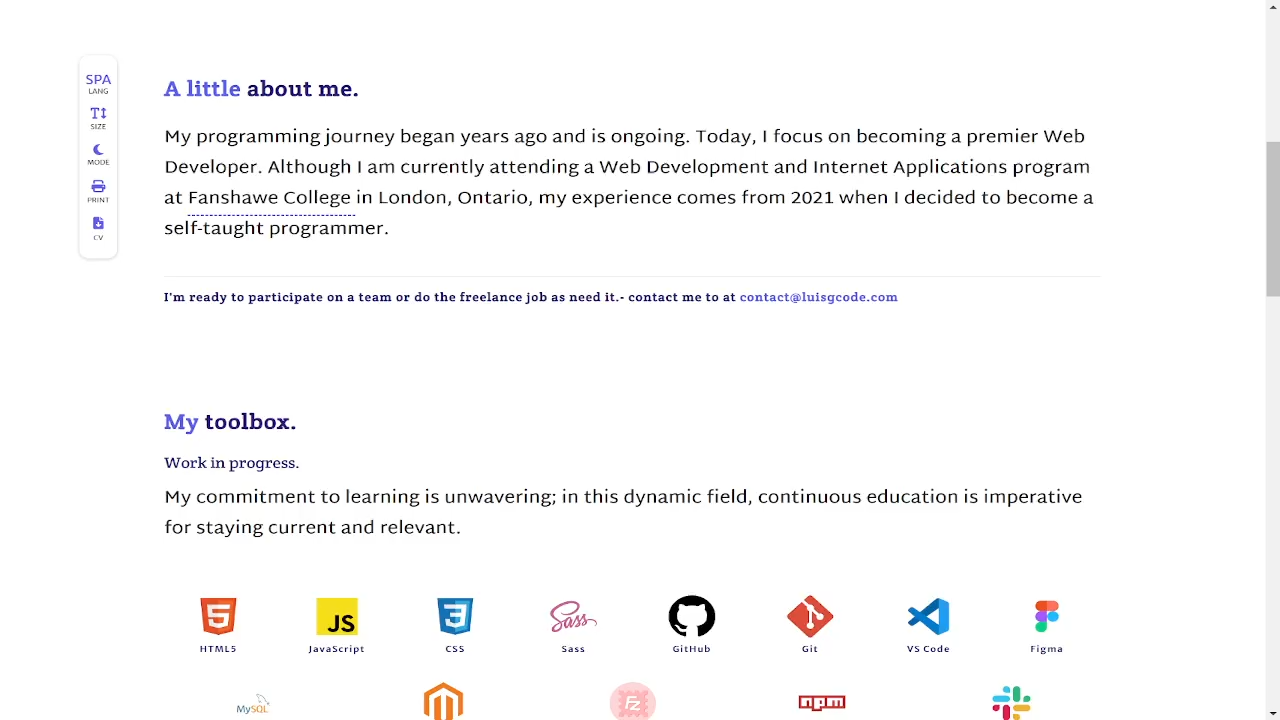 SPA
LANG
SIZE
MODE
PRINT
CV
A little about me.
My programming journey began years ago and is ongoing. Today, I focus on becoming a premier Web
Developer. Although I am currently attending a Web Development and Internet Applications program
at Fanshawe College in London, Ontario, my experience comes from 2021 when I decided to become a
self-taught programmer.
I'm ready to participate on a team or do the freelance job as need it.- contact me to at contact@luisgcode.com
My toolbox.
Work in progress.
My commitment to learning is unwavering; in this dynamic field, continuous education is imperative
for staying current and relevant.
5 JS 3 Sass
HTML5 JavaScript CSS Sass GitHub Git VS Code Figma
MySQL FZ npm